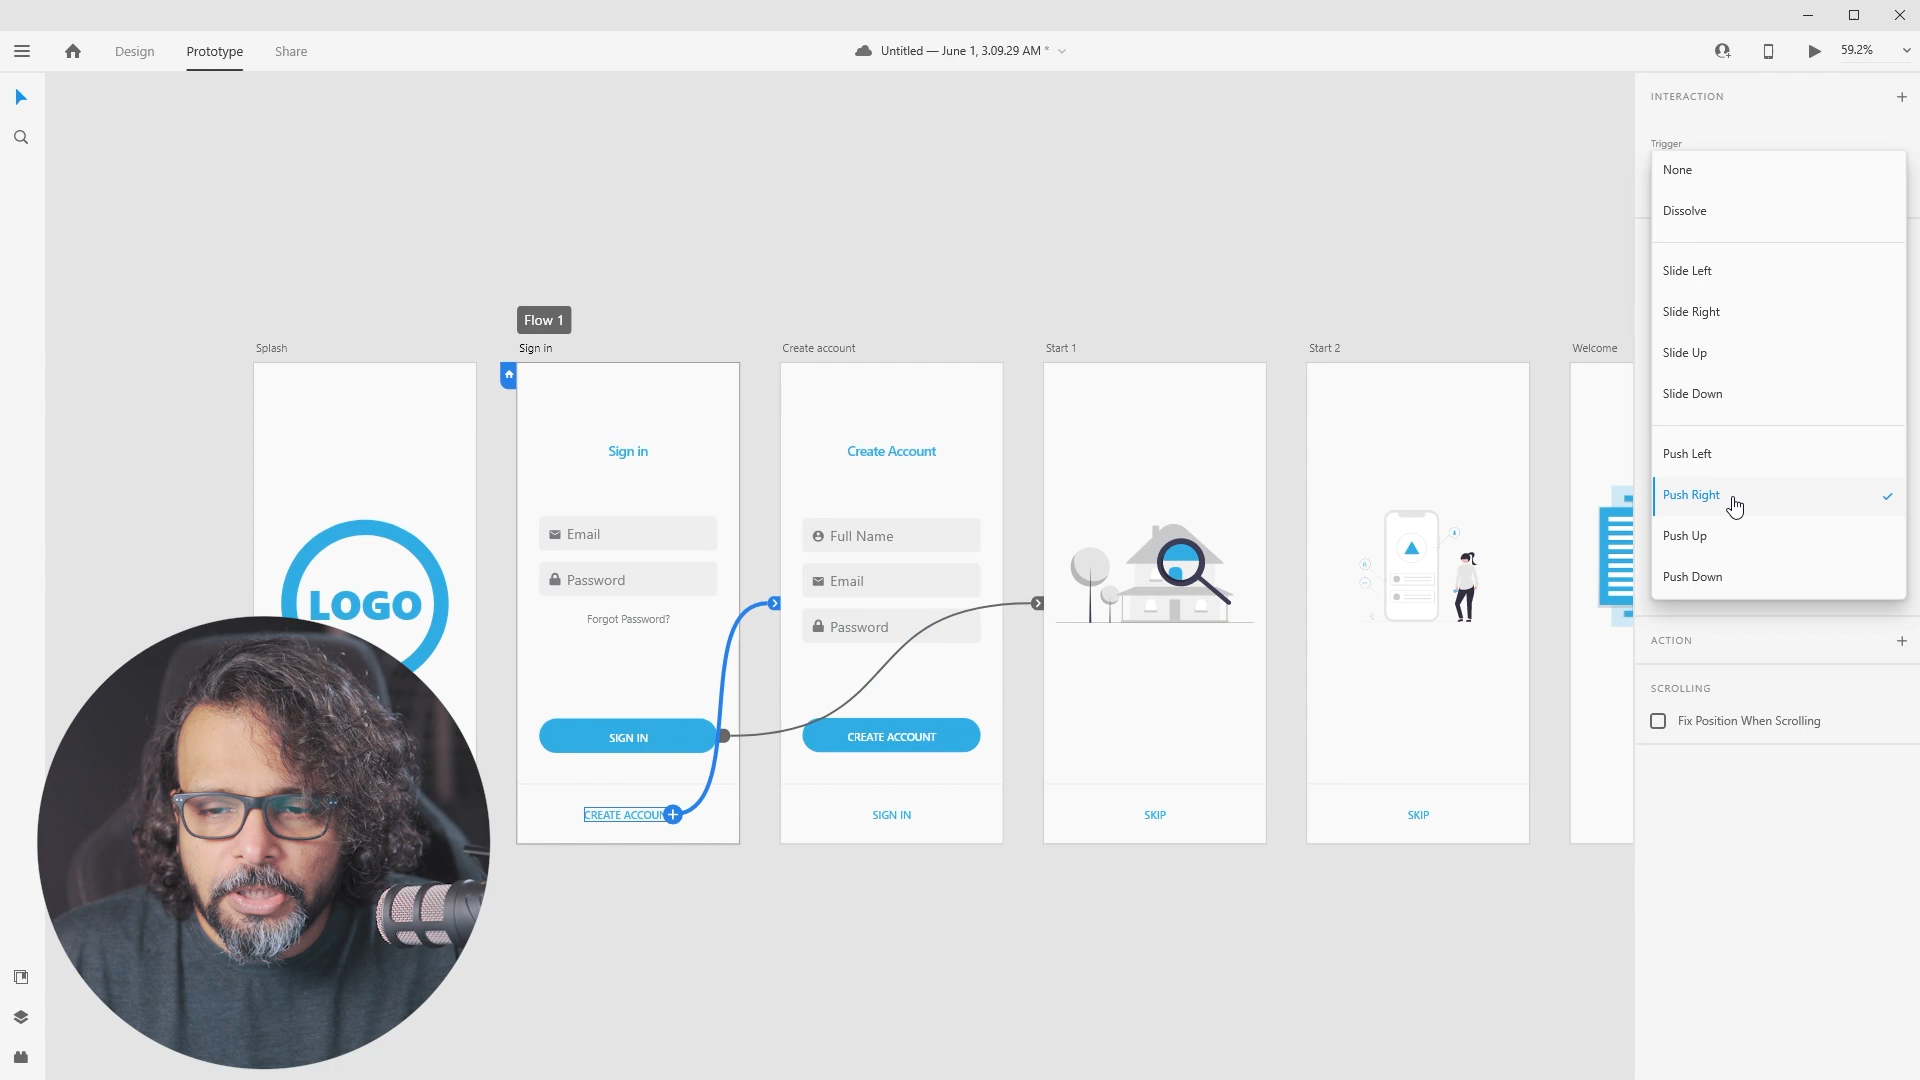 Design
Prototype
Share
Untitled — June 1, 3.09.29 AM *
59.2%
INTERACTION
Trigger
None
Dissolve
Slide Left
Slide Right
Slide Up
Slide Down
Push Left
Push Right
Push Up
Push Down
ACTION
SCROLLING
Fix Position When Scrolling
Flow 1
Splash
LOGO
Sign in
Sign in
Email
Password
Forgot Password?
SIGN IN
CREATE ACCOUN
Create account
Create Account
Full Name
Email
Password
CREATE ACCOUNT
SIGN IN
Start 1
SKIP
Start 2
SKIP
Welcome